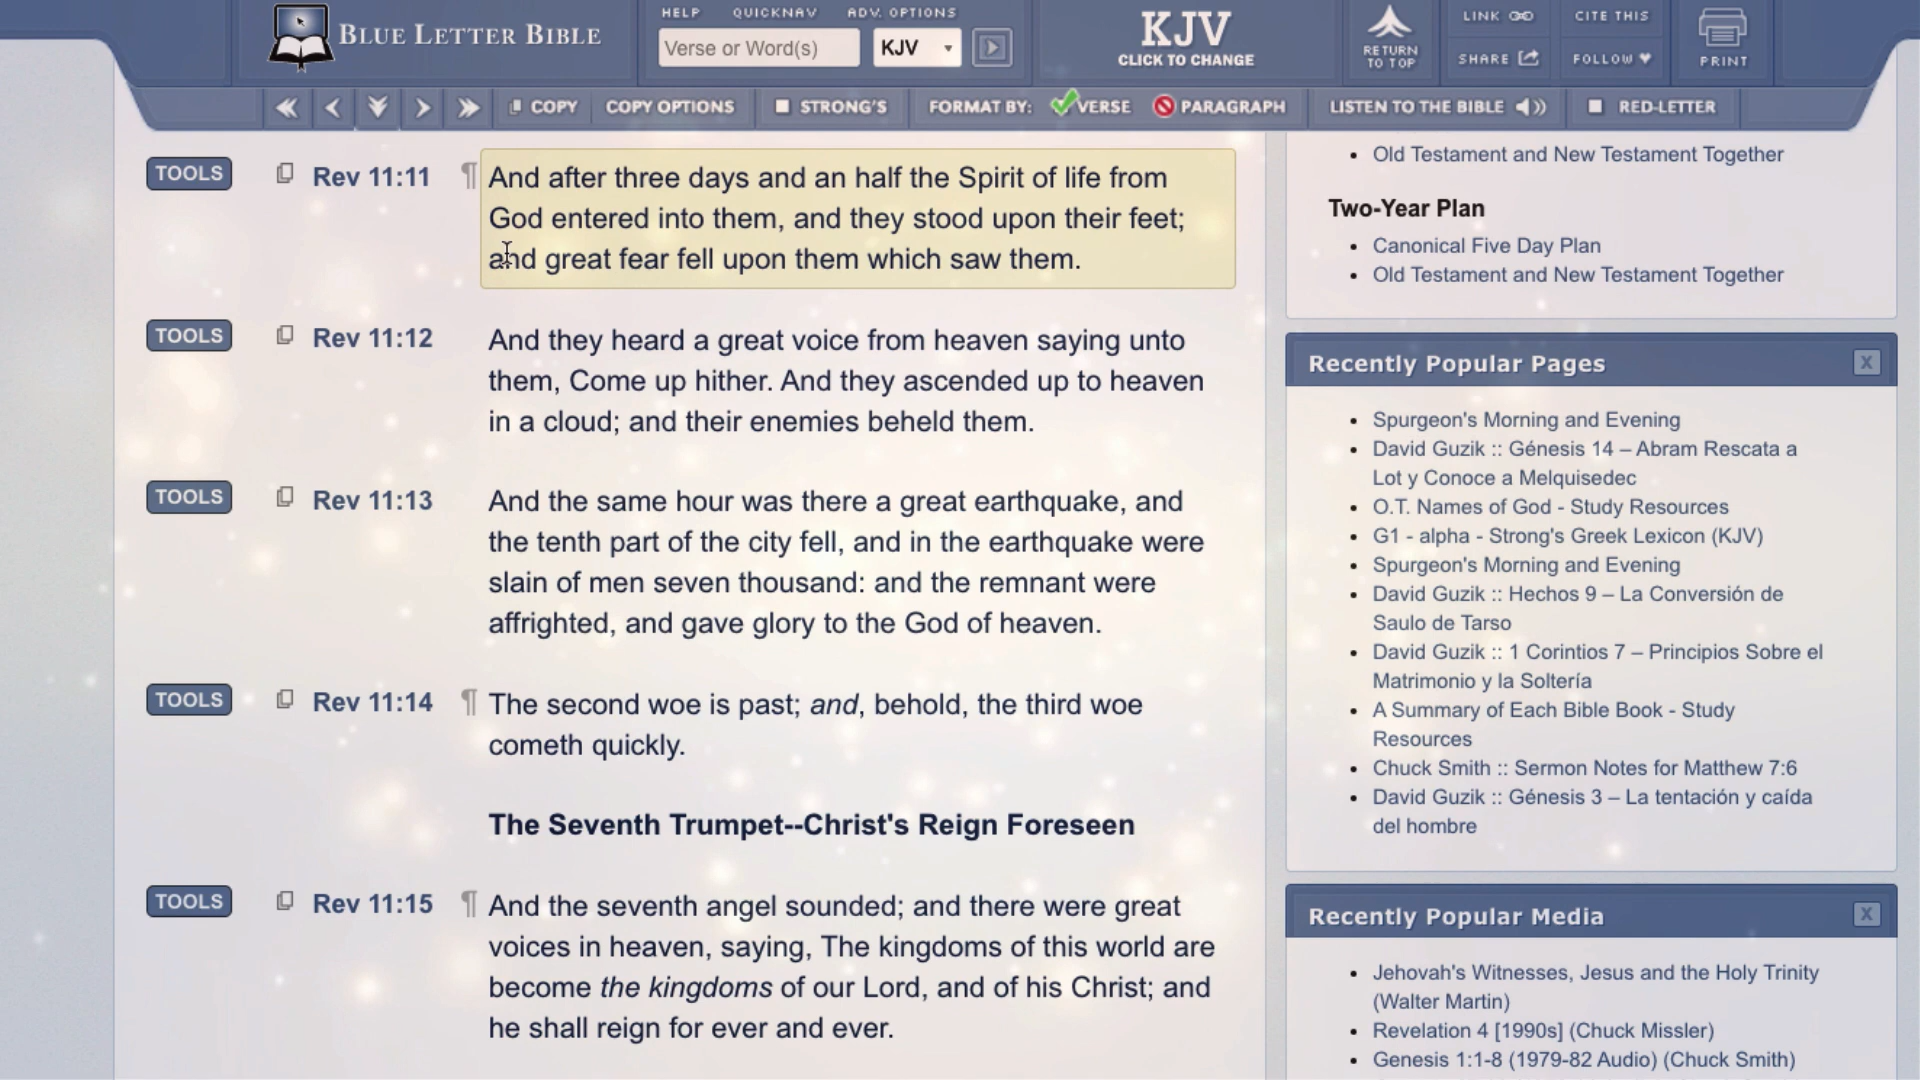 BLUE LETTER BIBLE
HELP QUICKNAV ADV. OPTIONS
Verse or Word(s) KJV
KJV
CLICK TO CHANGE
RETURN
TO TOP
LINK
SHARE
CITE THIS
FOLLOW
PRINT
COPY COPY OPTIONS STRONG'S FORMAT BY: VERSE PARAGRAPH LISTEN TO THE BIBLE RED-LETTER
TOOLS Rev 11:11 ¶ And after three days and an half the Spirit of life from
God entered into them, and they stood upon their feet;
and great fear fell upon them which saw them.
TOOLS Rev 11:12 And they heard a great voice from heaven saying unto
them, Come up hither. And they ascended up to heaven
in a cloud; and their enemies beheld them.
TOOLS Rev 11:13 And the same hour was there a great earthquake, and
the tenth part of the city fell, and in the earthquake were
slain of men seven thousand: and the remnant were
affrighted, and gave glory to the God of heaven.
TOOLS Rev 11:14 ¶ The second woe is past; and, behold, the third woe
cometh quickly.
The Seventh Trumpet--Christ's Reign Foreseen
TOOLS Rev 11:15 ¶ And the seventh angel sounded; and there were great
voices in heaven, saying, The kingdoms of this world are
become the kingdoms of our Lord, and of his Christ; and
he shall reign for ever and ever.
• Old Testament and New Testament Together
Two-Year Plan
• Canonical Five Day Plan
• Old Testament and New Testament Together
Recently Popular Pages X
• Spurgeon's Morning and Evening
• David Guzik :: Génesis 14 – Abram Rescata a
Lot y Conoce a Melquisedec
• O.T. Names of God - Study Resources
• G1 - alpha - Strong's Greek Lexicon (KJV)
• Spurgeon's Morning and Evening
• David Guzik :: Hechos 9 – La Conversión de
Saulo de Tarso
• David Guzik :: 1 Corintios 7 – Principios Sobre el
Matrimonio y la Soltería
• A Summary of Each Bible Book - Study
Resources
• Chuck Smith :: Sermon Notes for Matthew 7:6
• David Guzik :: Génesis 3 – La tentación y caída
del hombre
Recently Popular Media X
• Jehovah's Witnesses, Jesus and the Holy Trinity
(Walter Martin)
• Revelation 4 [1990s] (Chuck Missler)
• Genesis 1:1-8 (1979-82 Audio) (Chuck Smith)